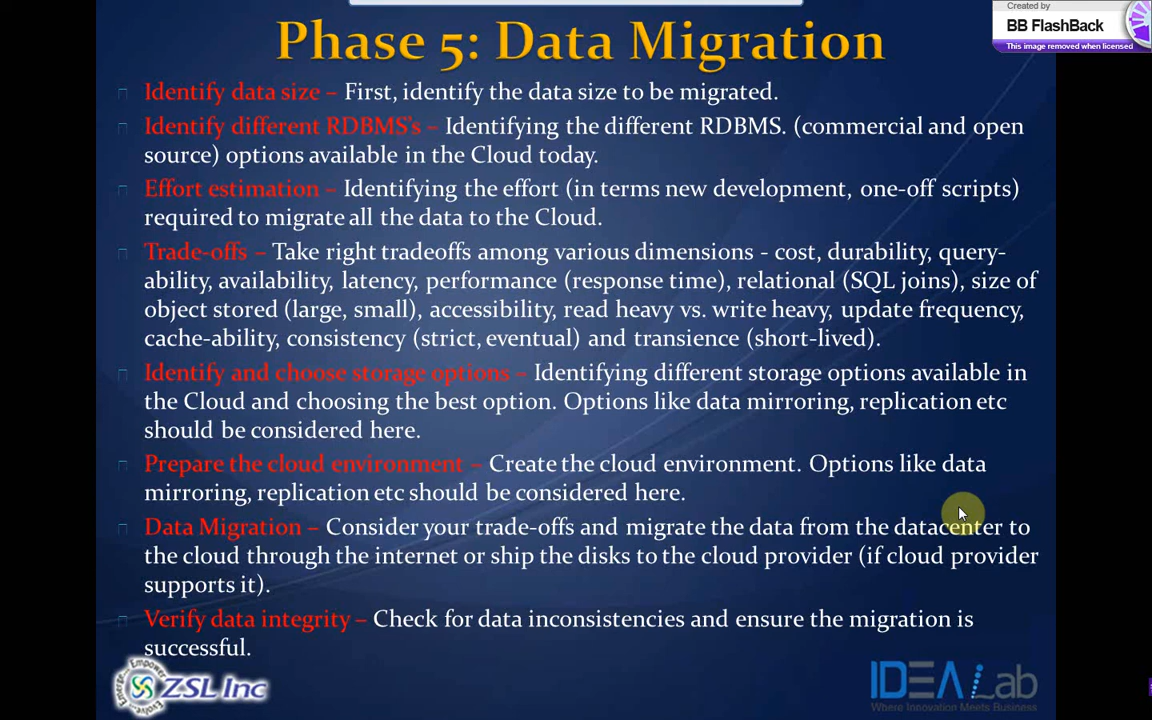 Created by
BB FlashBack
This image removed when licensed
Phase 5: Data Migration
Identify data size – First, identify the data size to be migrated.
Identify different RDBMS's – Identifying the different RDBMS. (commercial and open
source) options available in the Cloud today.
Effort estimation – Identifying the effort (in terms new development, one-off scripts)
required to migrate all the data to the Cloud.
Trade-offs – Take right tradeoffs among various dimensions - cost, durability, query-
ability, availability, latency, performance (response time), relational (SQL joins), size of
object stored (large, small), accessibility, read heavy vs. write heavy, update frequency,
cache-ability, consistency (strict, eventual) and transience (short-lived).
Identify and choose storage options – Identifying different storage options available in
the Cloud and choosing the best option. Options like data mirroring, replication etc
should be considered here.
Prepare the cloud environment – Create the cloud environment. Options like data
mirroring, replication etc should be considered here.
Data Migration – Consider your trade-offs and migrate the data from the datacenter to
the cloud through the internet or ship the disks to the cloud provider (if cloud provider
supports it).
Verify data integrity – Check for data inconsistencies and ensure the migration is
successful.
Emerge Empower Evolve
ZSL Inc
IDEA Lab
Where Innovation Meets Business